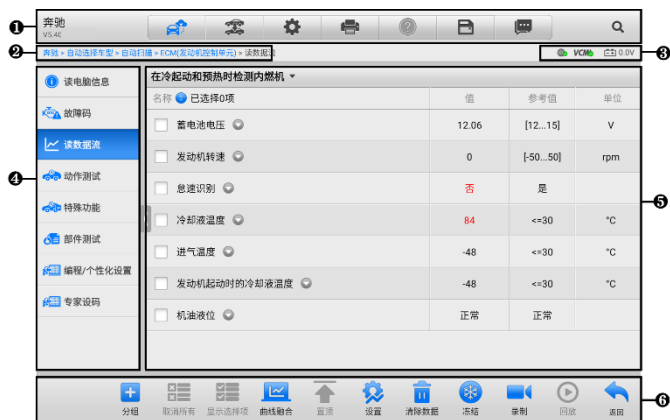 ❶
奔驰
V5.40
❷
奔驰 > 自动选择车型 > 自动扫描 > ECM(发动机控制单元) > 读数据流
VCM
0.0V
❸
❹
读电脑信息
故障码
读数据流
动作测试
特殊功能
部件测试
编程/个性化设置
专家设码
❺
在冷起动和预热时检测内燃机
名称 已选择0项 值 参考值 单位
蓄电池电压 12.06 [12...15] V
发动机转速 0 [-50...50] rpm
怠速识别 否 是
冷却液温度 84 <=30 °C
进气温度 -48 <=30 °C
发动机起动时的冷却液温度 -48 <=30 °C
机油液位 正常 正常
分组 取消所有 显示选择项 曲线融合 置顶 设置 清除数据 冻结 录制 回放 返回
❻